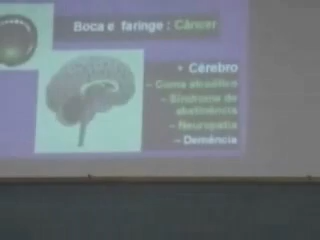 Boca e faringe : Câncer
• Cérebro
– Coma alcoólico
– Síndrome de
abstinência
– Neuropatia
– Demência